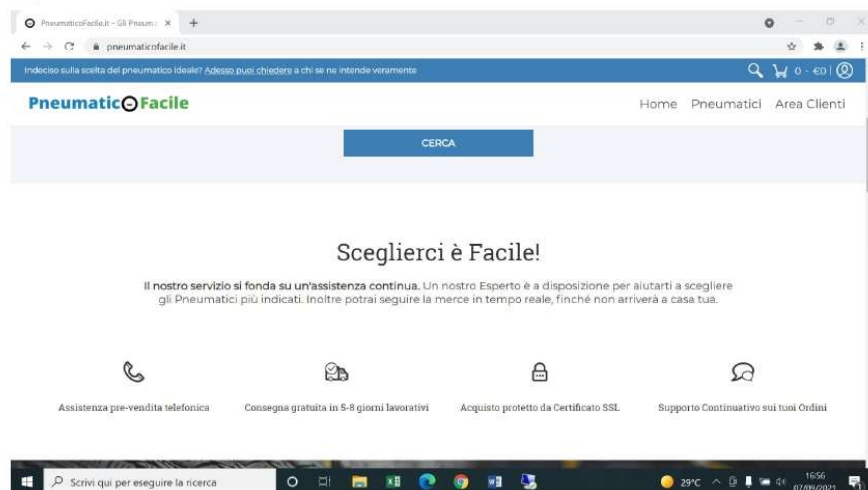 PneumaticoFacile.it - Gli Pneum
pneumaticofacile.it
Indeciso sulla scelta del pneumatico ideale? Adesso puoi chiedere a chi se ne intende veramente
0 - €0 |
PneumaticOFacile
Home Pneumatici Area Clienti
CERCA
Sceglierci è Facile!
Il nostro servizio si fonda su un'assistenza continua. Un nostro Esperto è a disposizione per aiutarti a scegliere
gli Pneumatici più indicati. Inoltre potrai seguire la merce in tempo reale, finché non arriverà a casa tua.
Assistenza pre-vendita telefonica
Consegna gratuita in 5-8 giorni lavorativi
Acquisto protetto da Certificato SSL
Supporto Continuativo sui tuoi Ordini
Scrivi qui per eseguire la ricerca
29°C
16:56
07/09/2021